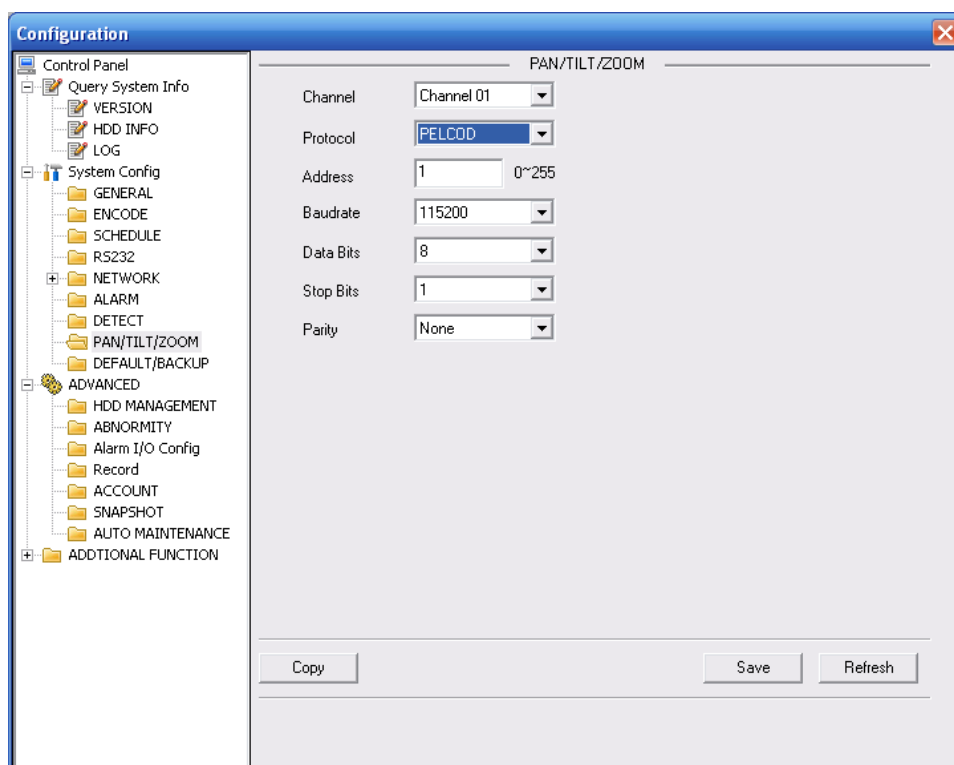 Configuration
Control Panel
Query System Info
VERSION
HDD INFO
LOG
System Config
GENERAL
ENCODE
SCHEDULE
RS232
NETWORK
ALARM
DETECT
PAN/TILT/ZOOM
DEFAULT/BACKUP
ADVANCED
HDD MANAGEMENT
ABNORMITY
Alarm I/O Config
Record
ACCOUNT
SNAPSHOT
AUTO MAINTENANCE
ADDTIONAL FUNCTION
PAN/TILT/ZOOM
Channel Channel 01
Protocol PELCOD
Address 1 0~255
Baudrate 115200
Data Bits 8
Stop Bits 1
Parity None
Copy Save Refresh